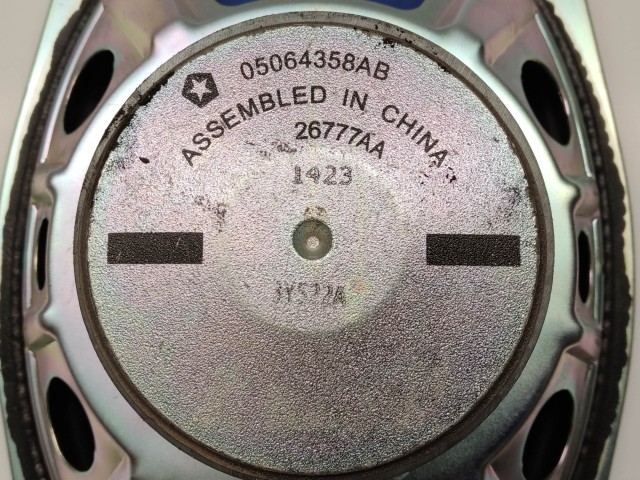 05064358AB
ASSEMBLED IN CHINA
26777AA
1423